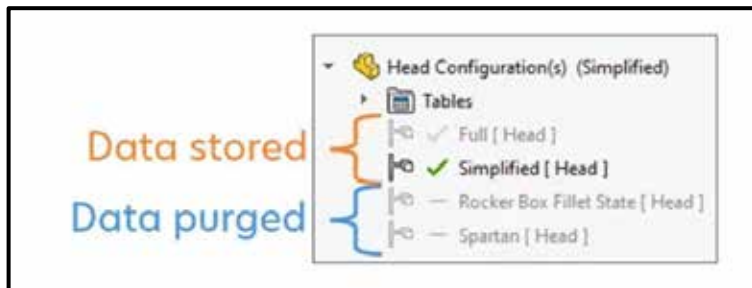 Head Configuration(s) (Simplified)
Tables
Data stored
Full [ Head ]
Simplified [ Head ]
Data purged
Rocker Box Fillet State [ Head ]
Spartan [ Head ]